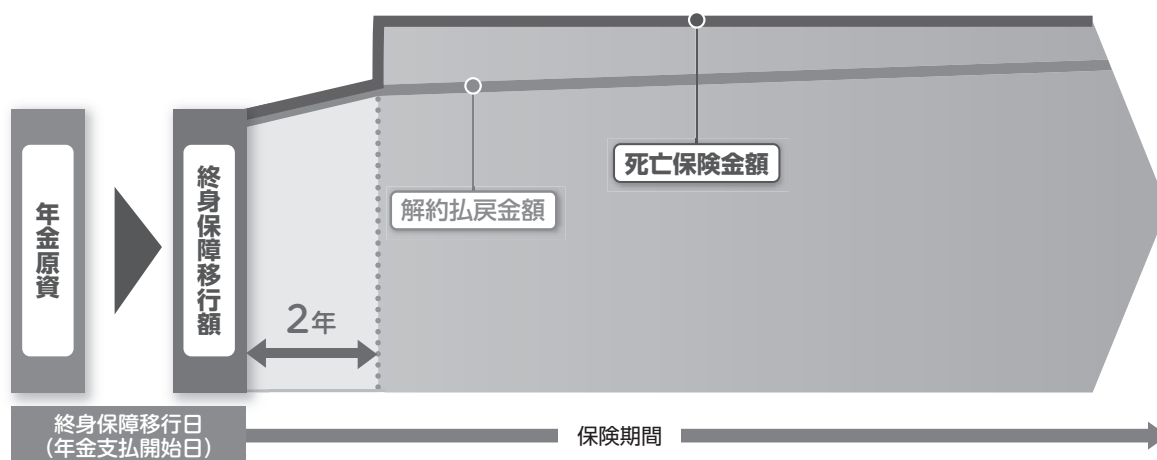 年金原資
終身保障移行額
2年
解約払戻金額
死亡保険金額
終身保障移行日
(年金支払開始日)
保険期間